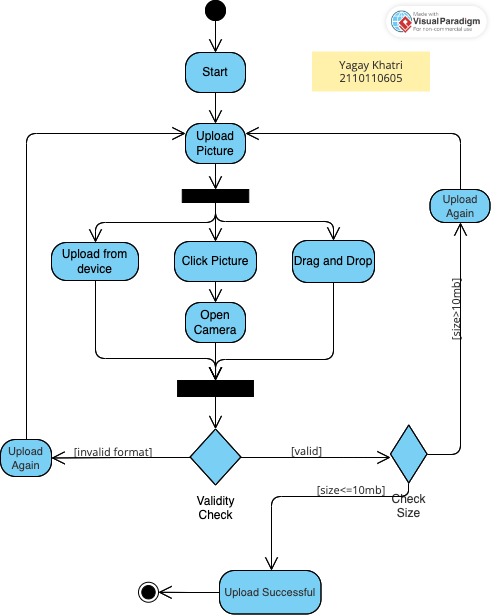 Made with
Visual Paradigm
For non-commercial use
Start
Yagay Khatri
2110110605
Upload
Picture
Upload
Again
Upload from
device
Click Picture
Drag and Drop
[size>10mb]
Open
Camera
Upload
Again
[invalid format]
[valid]
Validity
Check
[size<=10mb]
Check
Size
Upload Successful